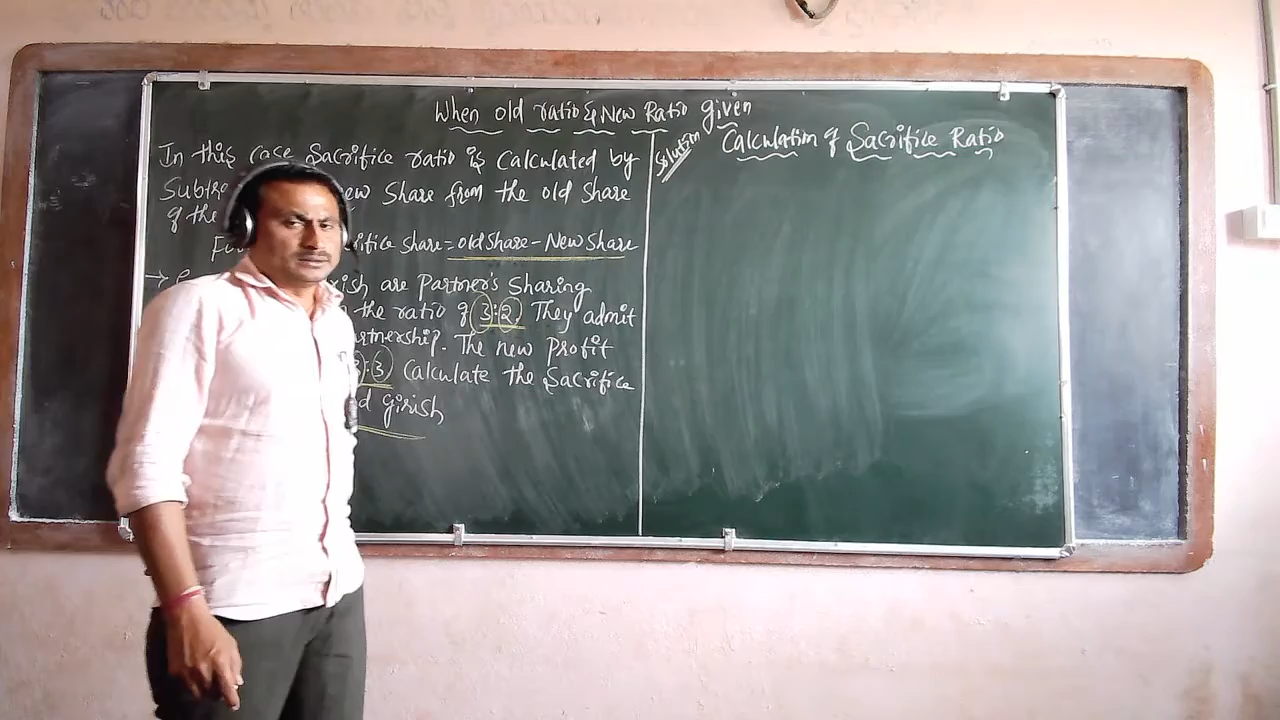 When old ratio & New Ratio given
In this case Sacrifice ratio is Calculated by
Subtra ew Share from the old Share
of the
Fo ifice Share = old Share - New Share
→ ish are Partner's Sharing
the ratio of 3:2 They admit
artnership. The new Profit
:3 Calculate the Sacrifice
d girish
Solution
Calculation of Sacrifice Ratio